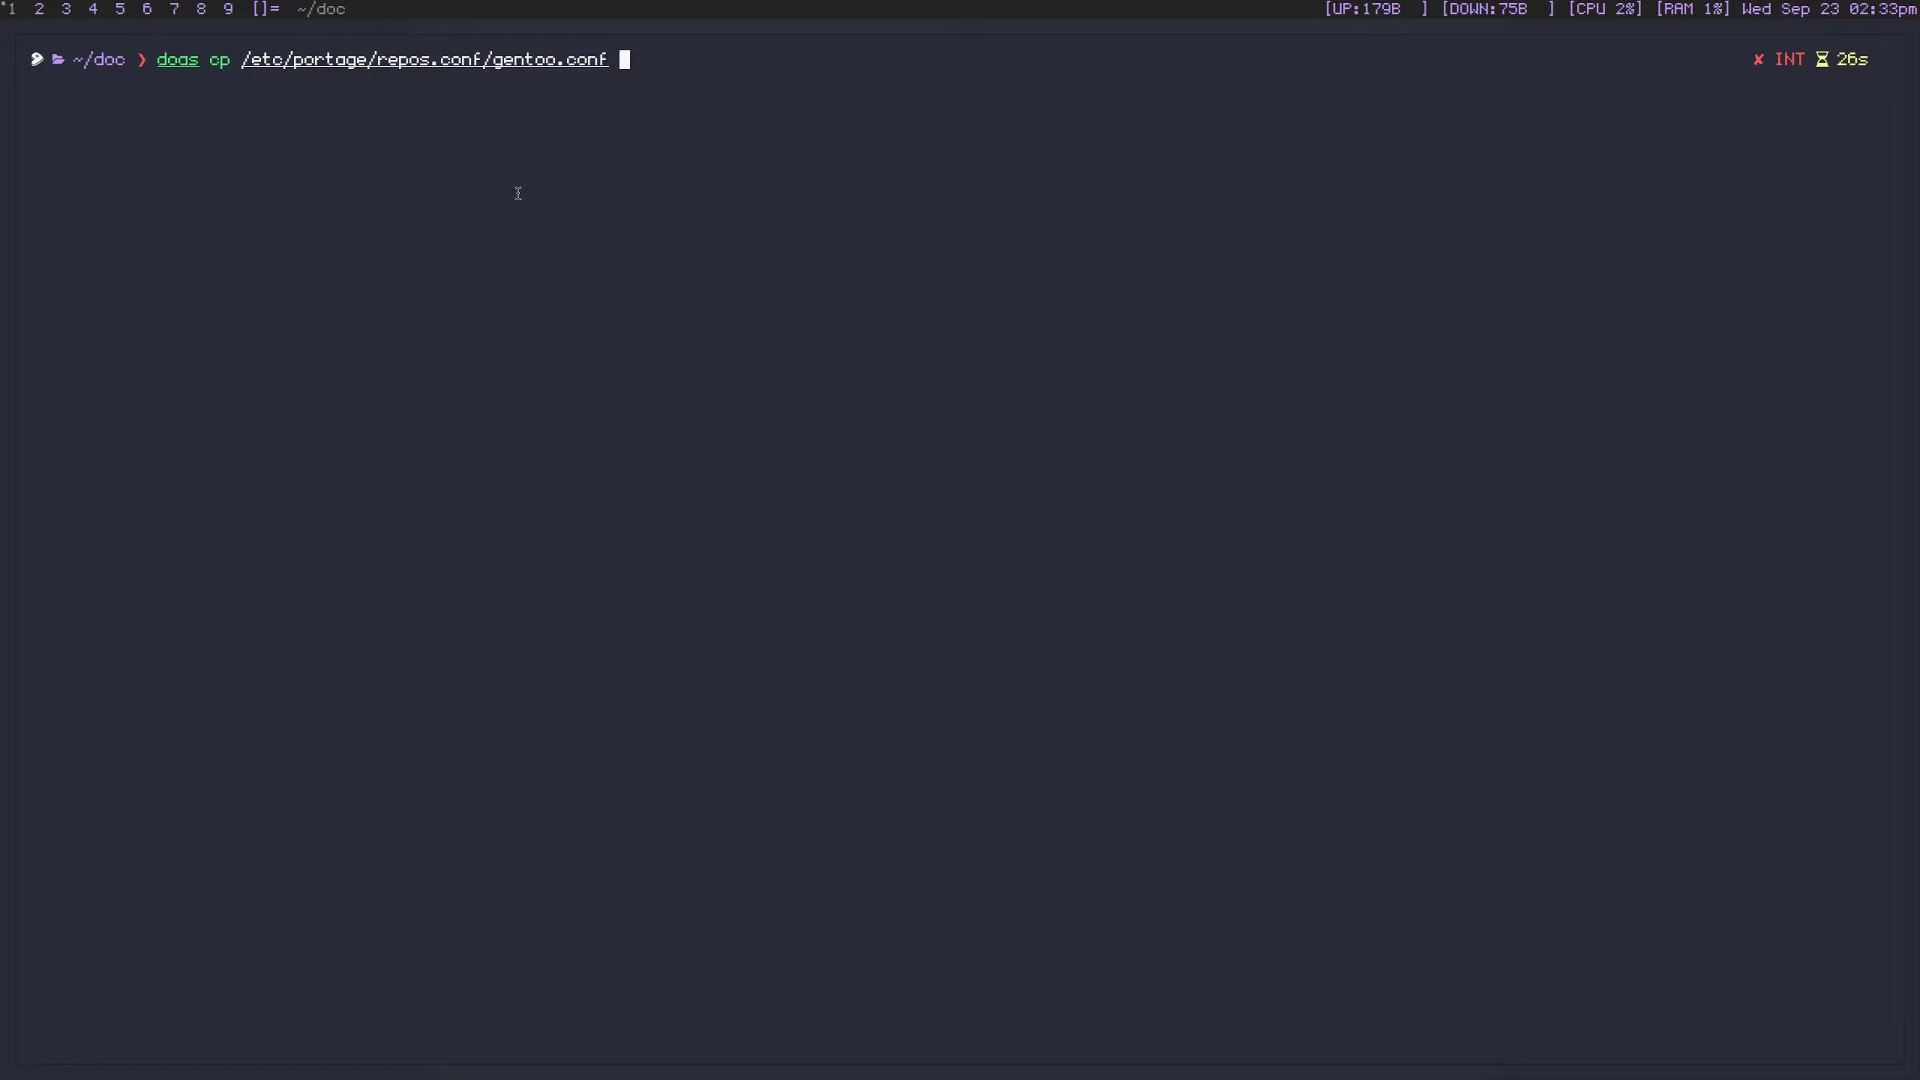 1 2 3 4 5 6 7 8 9 []= ~/doc [UP:179B ] [DOWN:75B ] [CPU 2%] [RAM 1%] Wed Sep 23 02:33pm
~/doc ❯ doas cp /etc/portage/repos.conf/gentoo.conf ✘ INT 26s